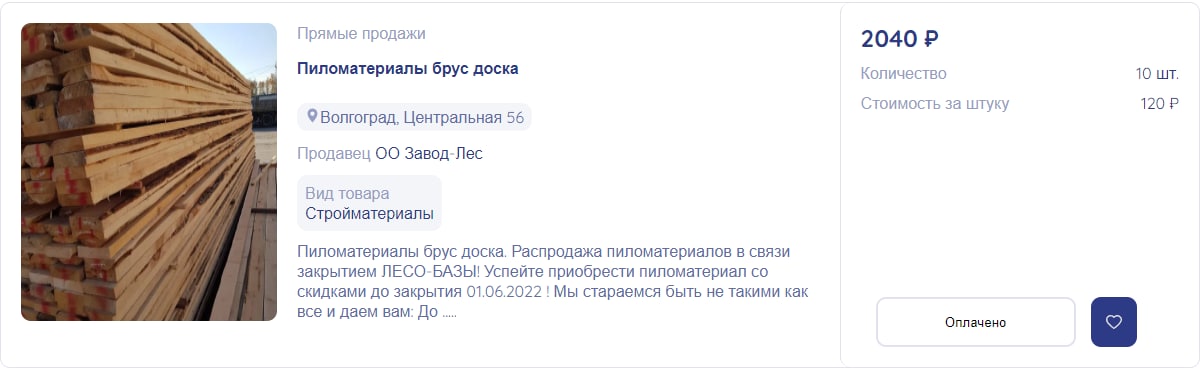 Прямые продажи
Пиломатериалы брус доска
Волгоград, Центральная 56
Продавец ОО Завод-Лес
Вид товара
Стройматериалы
Пиломатериалы брус доска. Распродажа пиломатериалов в связи
закрытием ЛЕСО-БАЗЫ! Успейте приобрести пиломатериал со
скидками до закрытия 01.06.2022 ! Мы стараемся быть не такими как
все и даем вам: До .....
2040 ₽
Количество 10 шт.
Стоимость за штуку 120 ₽
Оплачено